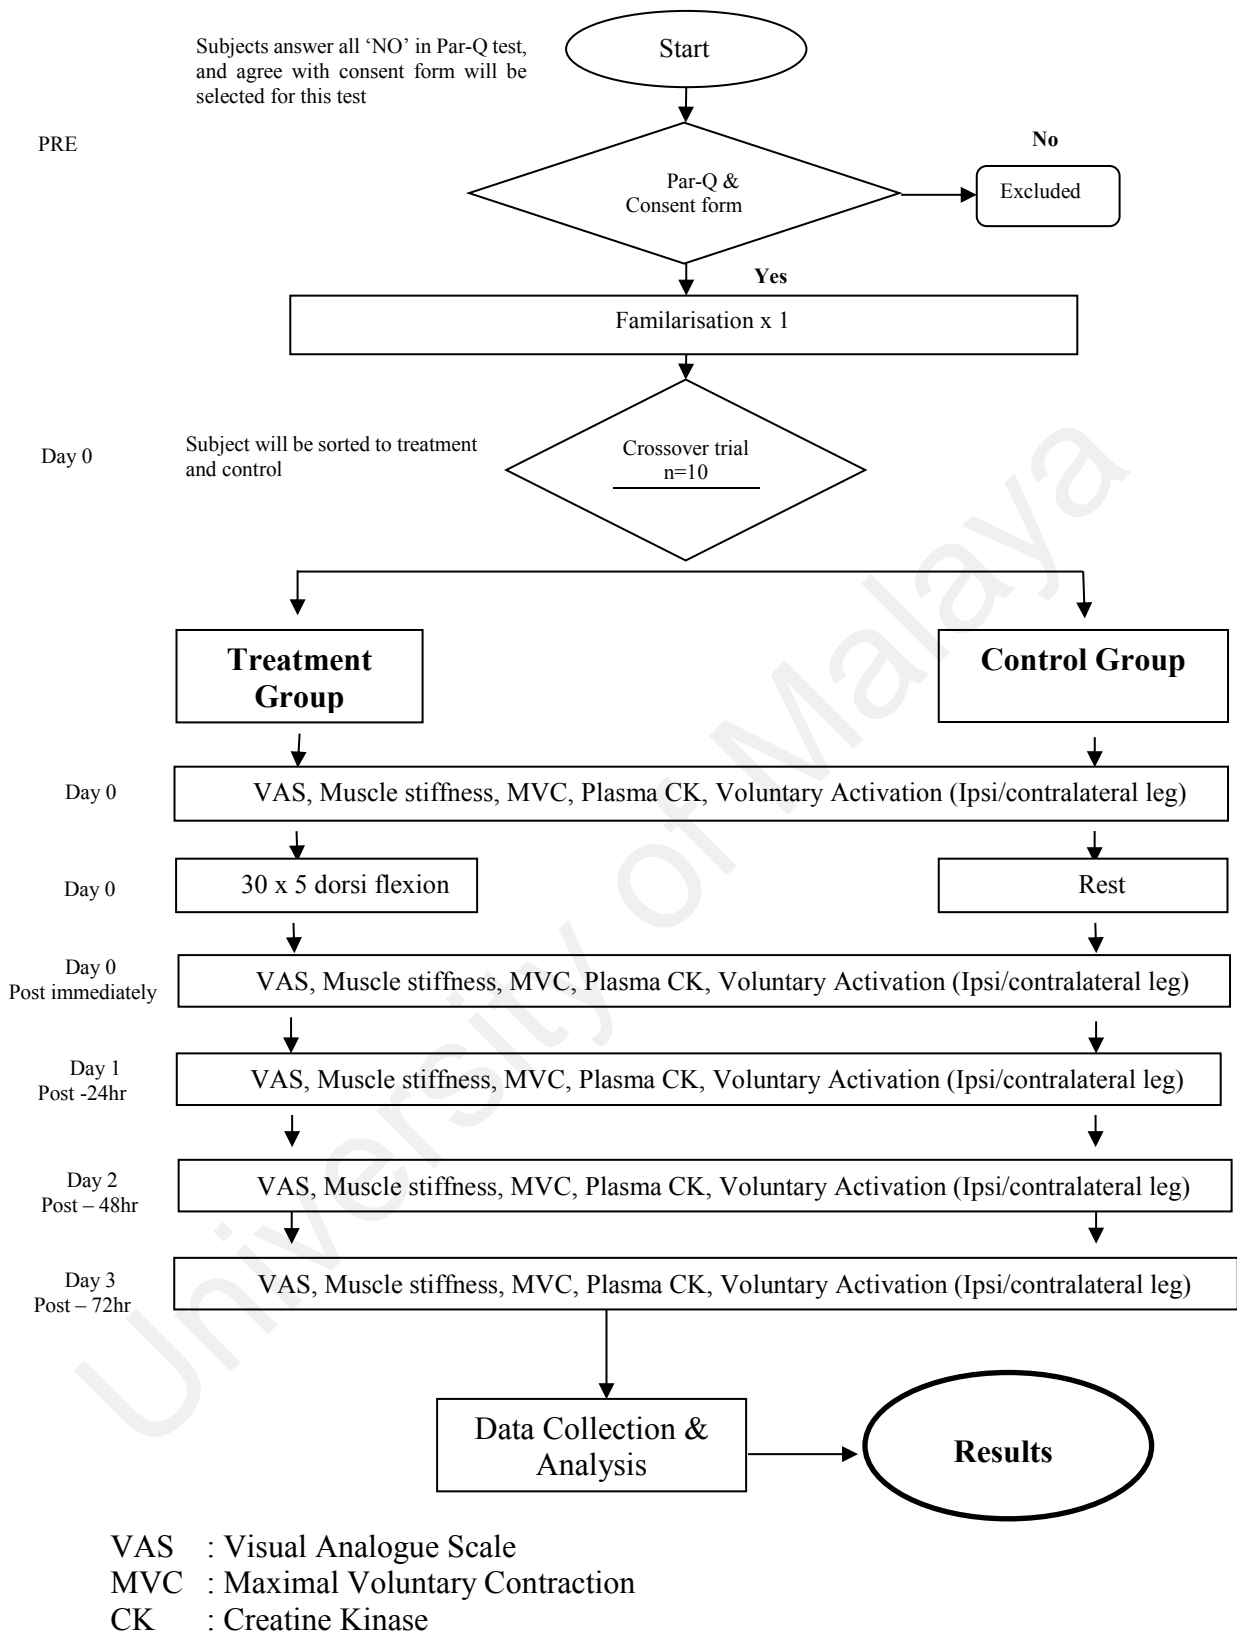 Start
Subjects answer all ‘NO’ in Par-Q test,
and agree with consent form will be
selected for this test
PRE
No
Par-Q &
Consent form
Excluded
Yes
Familarisation x 1
Day 0
Subject will be sorted to treatment
and control
Crossover trial
n=10
Treatment
Group
Control Group
Day 0
VAS, Muscle stiffness, MVC, Plasma CK, Voluntary Activation (Ipsi/contralateral leg)
Day 0
30 x 5 dorsi flexion
Rest
Day 0
Post immediately
VAS, Muscle stiffness, MVC, Plasma CK, Voluntary Activation (Ipsi/contralateral leg)
Day 1
Post -24hr
VAS, Muscle stiffness, MVC, Plasma CK, Voluntary Activation (Ipsi/contralateral leg)
Day 2
Post – 48hr
VAS, Muscle stiffness, MVC, Plasma CK, Voluntary Activation (Ipsi/contralateral leg)
Day 3
Post – 72hr
VAS, Muscle stiffness, MVC, Plasma CK, Voluntary Activation (Ipsi/contralateral leg)
Data Collection &
Analysis
Results
VAS : Visual Analogue Scale
MVC : Maximal Voluntary Contraction
CK : Creatine Kinase
University of Malaya